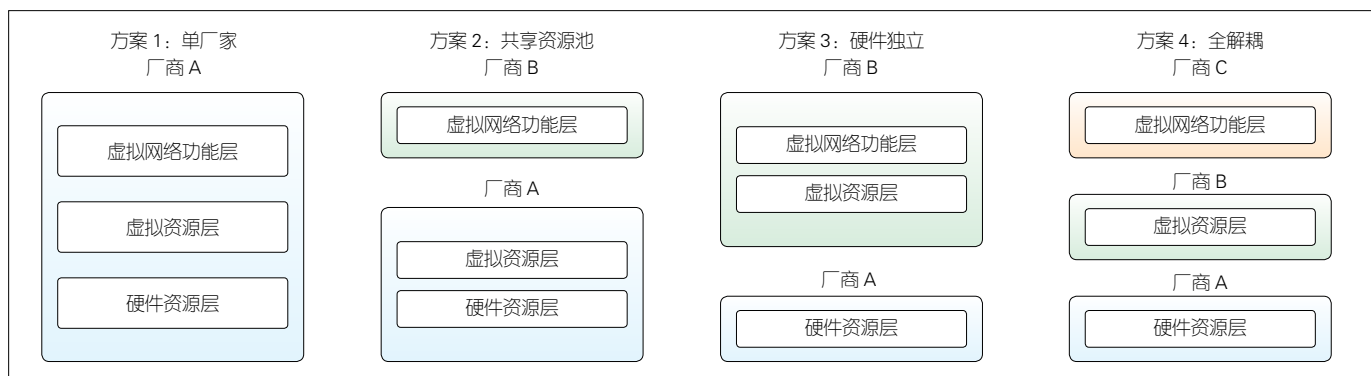 方案 1：单厂家
厂商 A
虚拟网络功能层
虚拟资源层
硬件资源层
方案 2：共享资源池
厂商 B
虚拟网络功能层
厂商 A
虚拟资源层
硬件资源层
方案 3：硬件独立
厂商 B
虚拟网络功能层
虚拟资源层
厂商 A
硬件资源层
方案 4：全解耦
厂商 C
虚拟网络功能层
厂商 B
虚拟资源层
厂商 A
硬件资源层